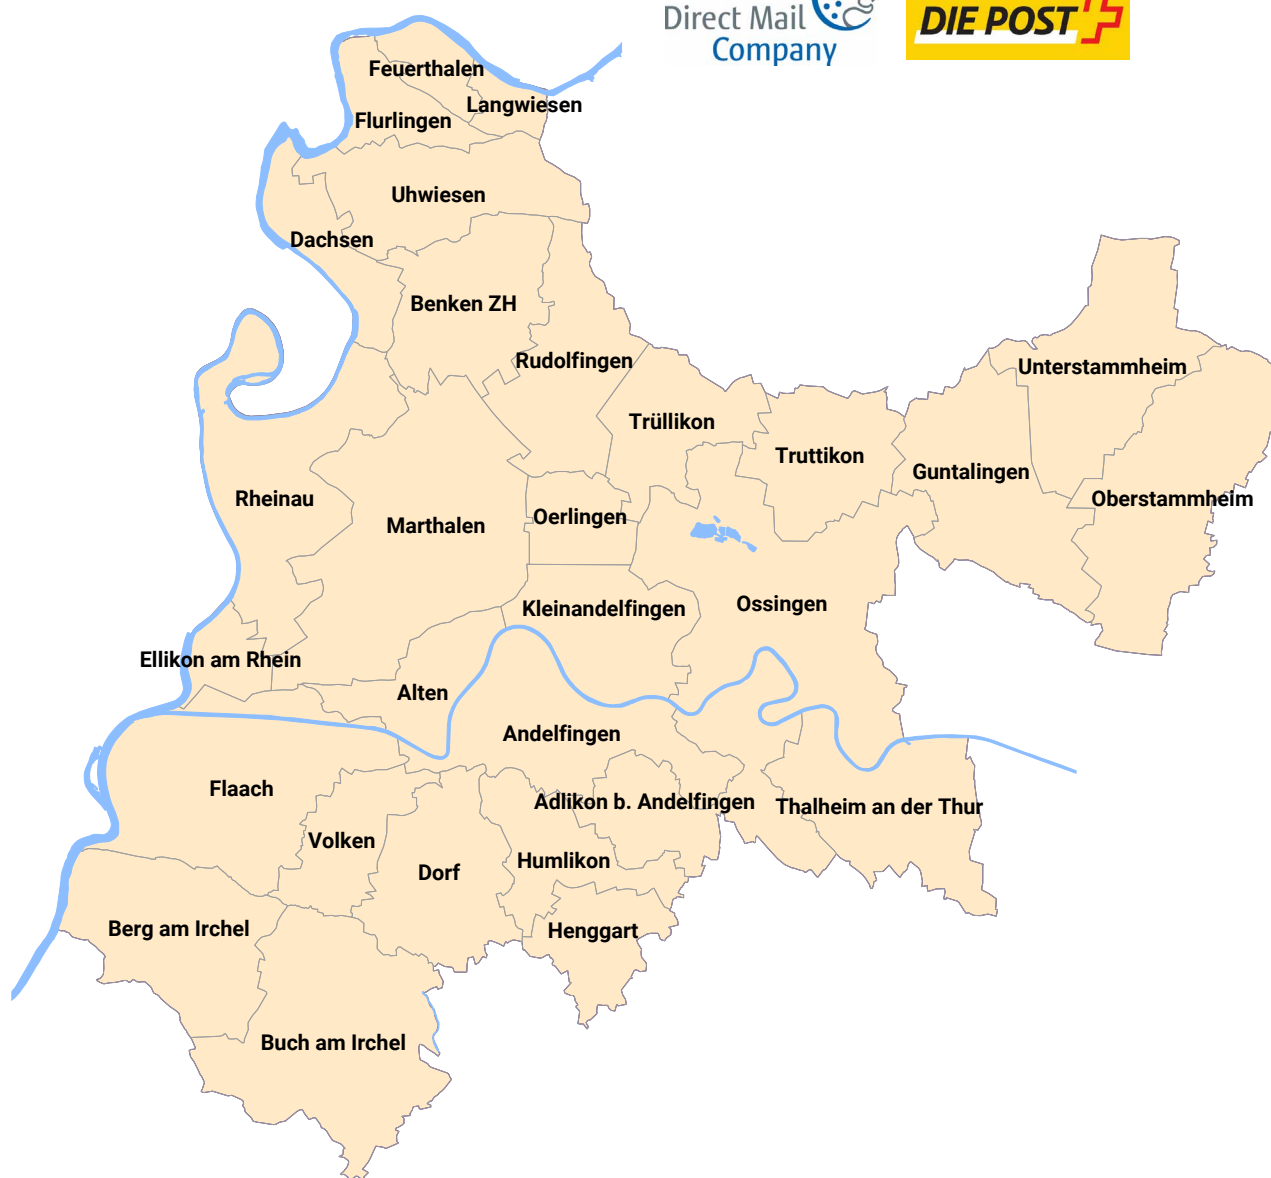 Direct Mail
Company
DIE POST
Feuerthalen
Langwiesen
Flurlingen
Uhwiesen
Dachsen
Benken ZH
Rudolfingen
Unterstammheim
Trüllikon
Truttikon
Guntalingen
Rheinau
Oberstammheim
Marthalen
Oerlingen
Kleinandelfingen
Ossingen
Ellikon am Rhein
Alten
Andelfingen
Flaach
Adlikon b. Andelfingen
Thalheim an der Thur
Volken
Humlikon
Dorf
Berg am Irchel
Henggart
Buch am Irchel